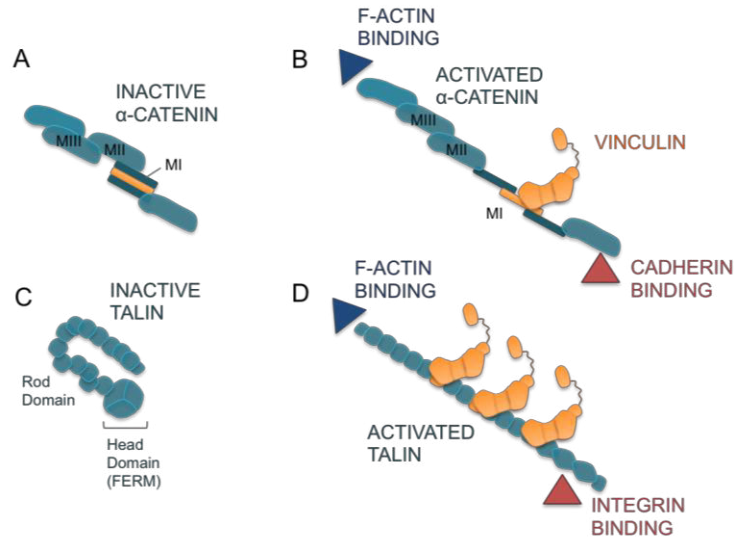 A
INACTIVE
α-CATENIN
MIII
MII
MI
B
F-ACTIN
BINDING
ACTIVATED
α-CATENIN
MIII
MII
VINCULIN
MI
CADHERIN
BINDING
C
INACTIVE
TALIN
Rod
Domain
Head
Domain
(FERM)
D
F-ACTIN
BINDING
ACTIVATED
TALIN
INTEGRIN
BINDING